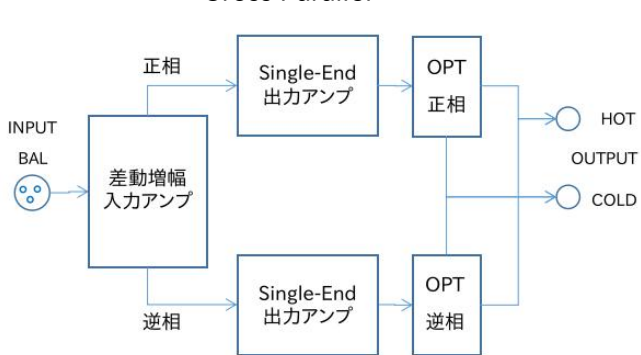 正相
Single-End
出力アンプ
OPT
正相
INPUT
BAL
差動増幅
入力アンプ
HOT
OUTPUT
COLD
逆相
Single-End
出力アンプ
OPT
逆相